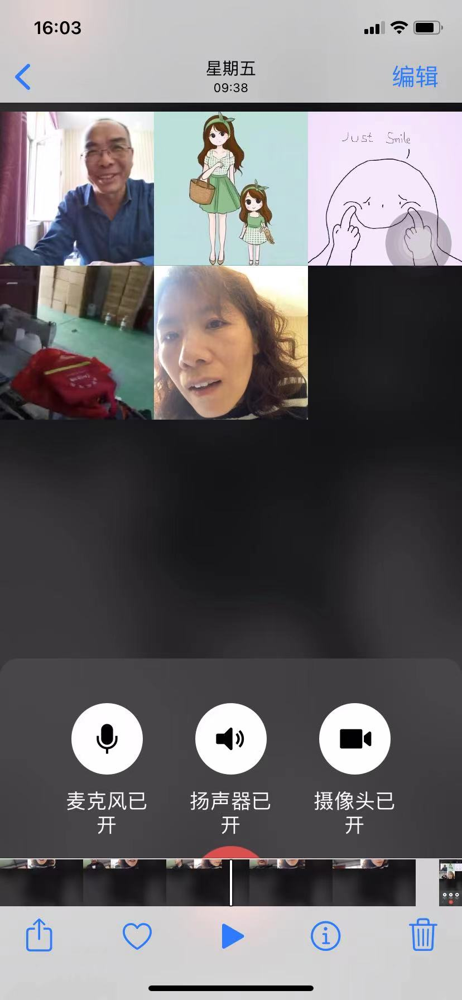 16:03
星期五
09:38
编辑
Just Smile
麦克风已
开
扬声器已
开
摄像头已
开